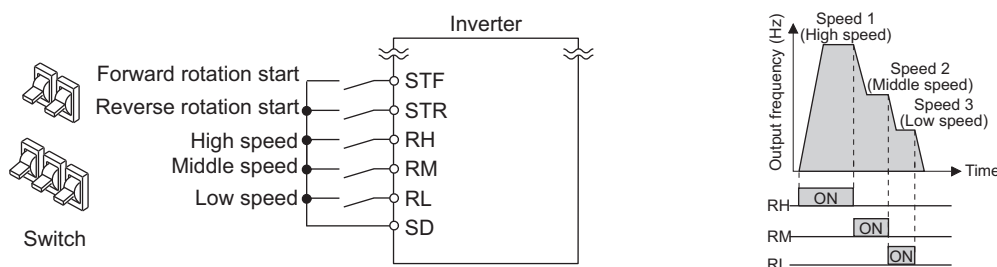 Inverter
Forward rotation start
STF
Reverse rotation start
STR
High speed
RH
Middle speed
RM
Low speed
RL
SD
Switch
Output frequency (Hz)
Speed 1
(High speed)
Speed 2
(Middle speed)
Speed 3
(Low speed)
Time
RH
ON
RM
ON
RL
ON